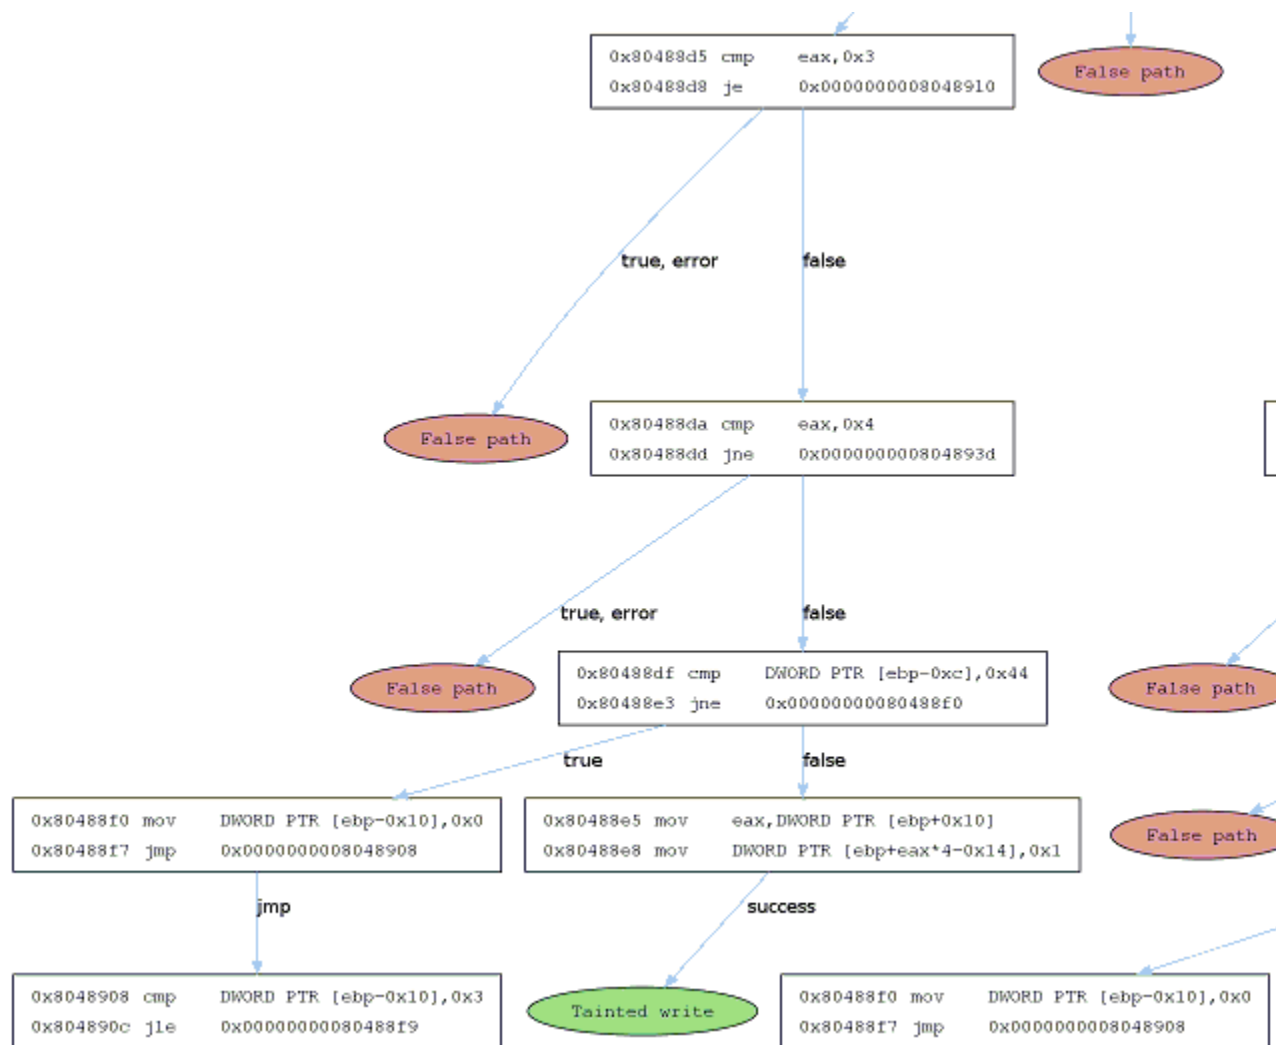 0x80488d5 cmp eax,0x3
0x80488d8 je 0x0000000008048910
False path
true, error
false
False path
0x80488da cmp eax,0x4
0x80488dd jne 0x000000000804893d
true, error
false
False path
0x80488df cmp DWORD PTR [ebp-0xc],0x44
0x80488e3 jne 0x00000000080488f0
False path
true
false
0x80488f0 mov DWORD PTR [ebp-0x10],0x0
0x80488f7 jmp 0x0000000008048908
0x80488e5 mov eax,DWORD PTR [ebp+0x10]
0x80488e8 mov DWORD PTR [ebp+eax*4-0x14],0x1
False path
jmp
success
0x8048908 cmp DWORD PTR [ebp-0x10],0x3
0x804890c jle 0x00000000080488f9
Tainted write
0x80488f0 mov DWORD PTR [ebp-0x10],0x0
0x80488f7 jmp 0x0000000008048908